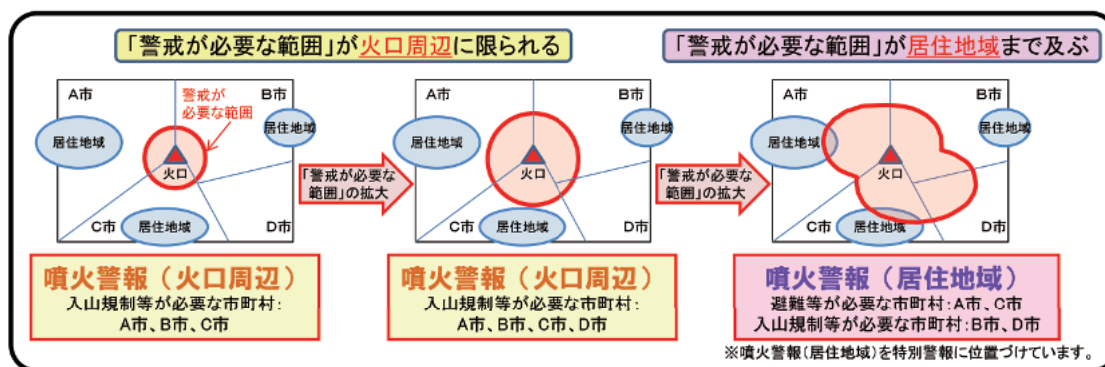 「警戒が必要な範囲」が火口周辺に限られる
「警戒が必要な範囲」が居住地域まで及ぶ
A市
警戒が
必要な範囲
B市
居住地域
居住地域
火口
C市
居住地域
D市
「警戒が必要な
範囲」の拡大
A市
B市
居住地域
居住地域
火口
C市
居住地域
D市
「警戒が必要な
範囲」の拡大
A市
B市
居住地域
居住地域
火口
C市
居住地域
D市
噴火警報(火口周辺)
入山規制等が必要な市町村:
A市、B市、C市
噴火警報(火口周辺)
入山規制等が必要な市町村:
A市、B市、C市、D市
噴火警報(居住地域)
避難等が必要な市町村:A市、C市
入山規制等が必要な市町村:B市、D市
※噴火警報(居住地域)を特別警報に位置づけています。